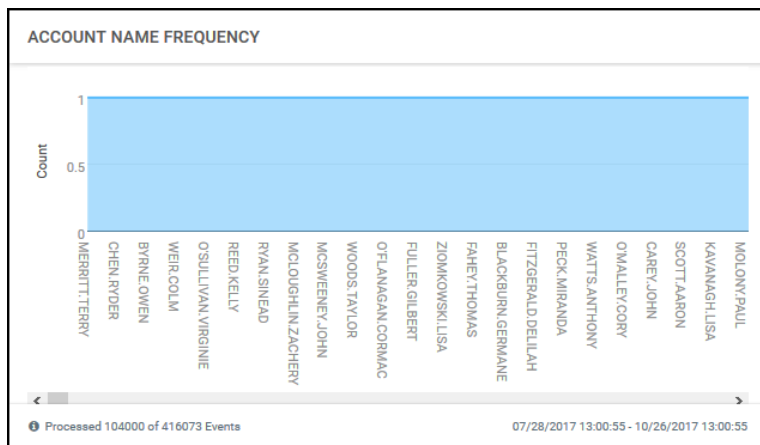 ACCOUNT NAME FREQUENCY
Count
1
0.5
0
MERRITT.TERRY
CHEN.RYDER
BYRNE.OWEN
WEIR.COLM
O'SULLIVAN.VIRGINIE
REED.KELLY
RYAN.SINEAD
MCLOUGHLIN.ZACHERY
MCSWEENEY.JOHN
WOODS.TAYLOR
O'FLANAGAN.CORMAC
FULLER.GILBERT
ZIOMKOWSKI.LISA
FAHEY.THOMAS
BLACKBURN.GERMANE
FITZGERALD.DELILAH
PECK.MIRANDA
WATTS.ANTHONY
O'MALLEY.CORY
CAREY.JOHN
SCOTT.AARON
KAVANAGH.LISA
MOLONY.PAUL
Processed 104000 of 416073 Events
07/28/2017 13:00:55 - 10/26/2017 13:00:55